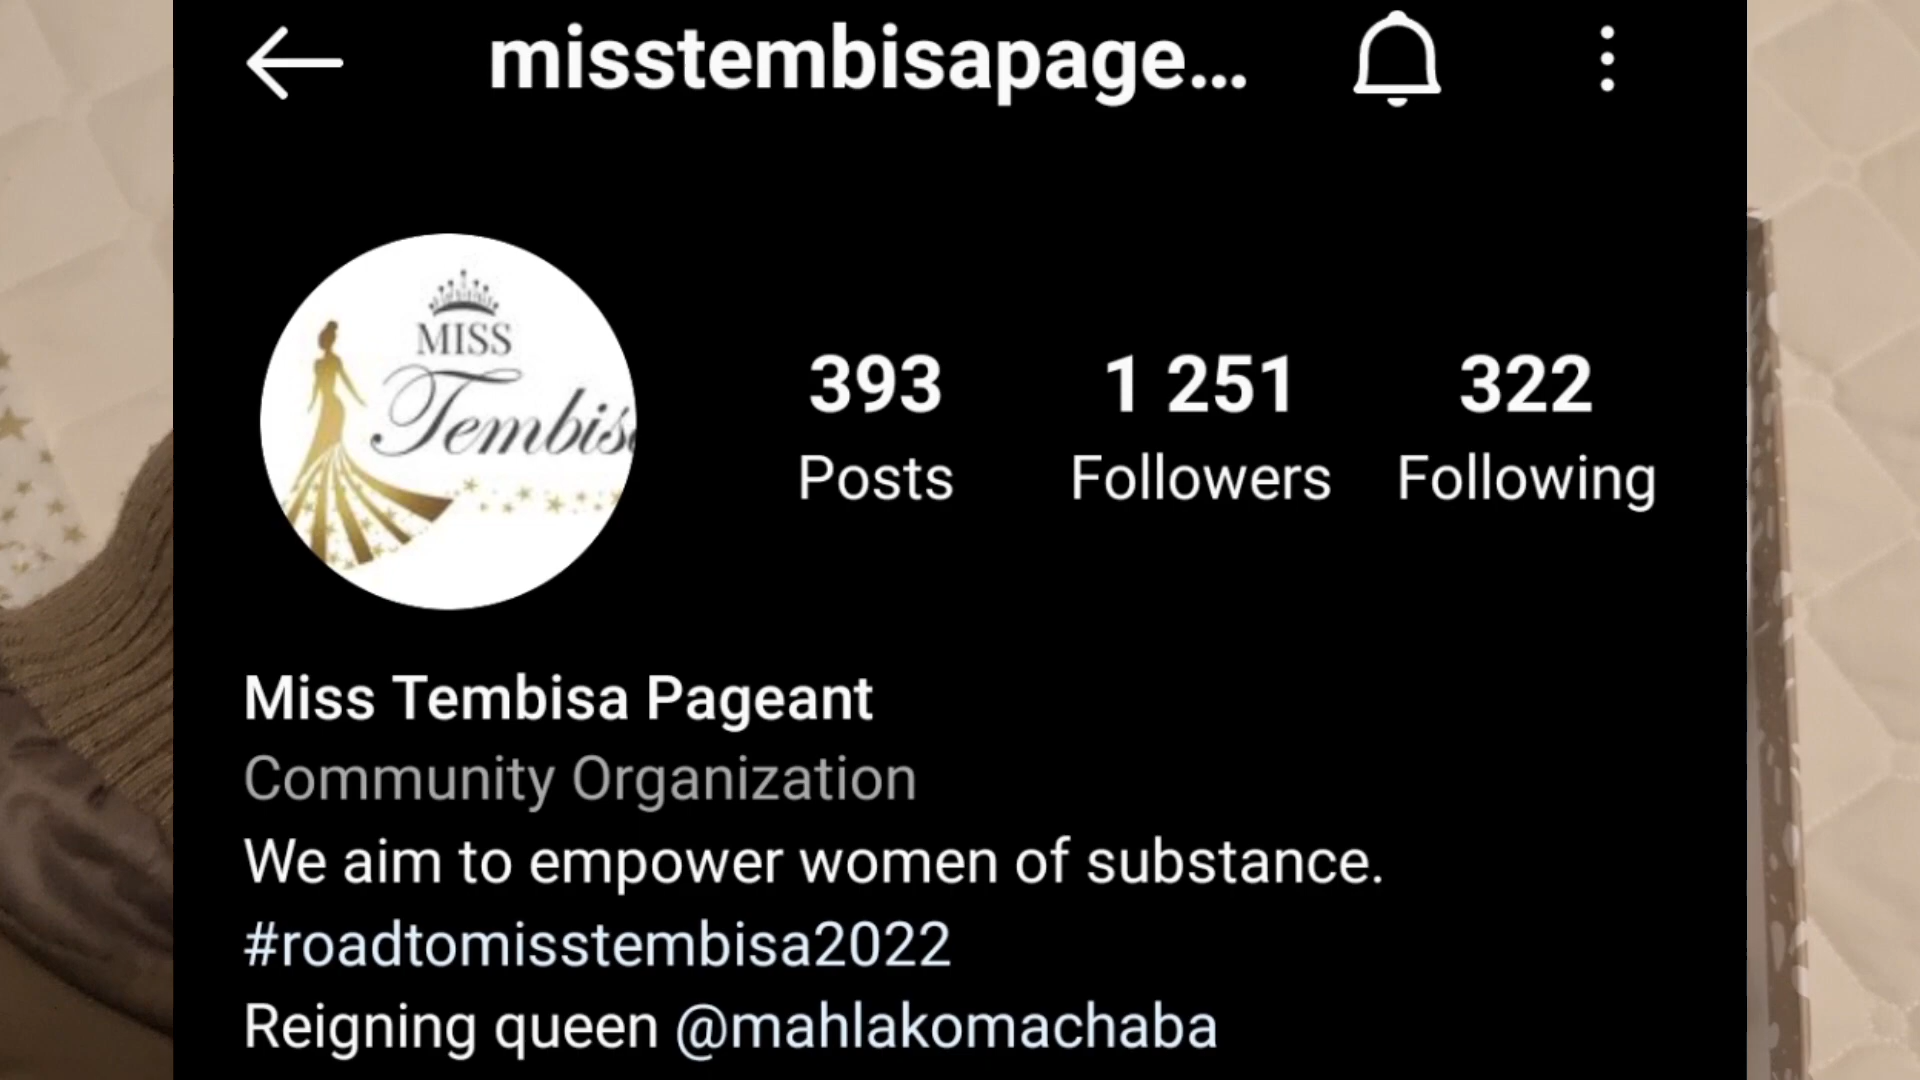 misstembisapage...
MISS
Tembis
393
Posts
1 251
Followers
322
Following
Miss Tembisa Pageant
Community Organization
We aim to empower women of substance.
#roadtomisstembisa2022
Reigning queen @mahlakomachaba